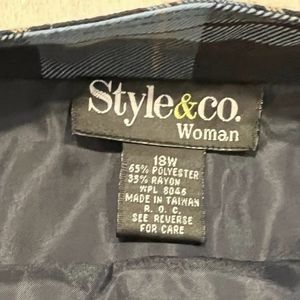 Style&co.
Woman
18W
65% POLYESTER
35% RAYON
WPL 8046
MADE IN TAIWAN
R. O. C.
SEE REVERSE
FOR CARE